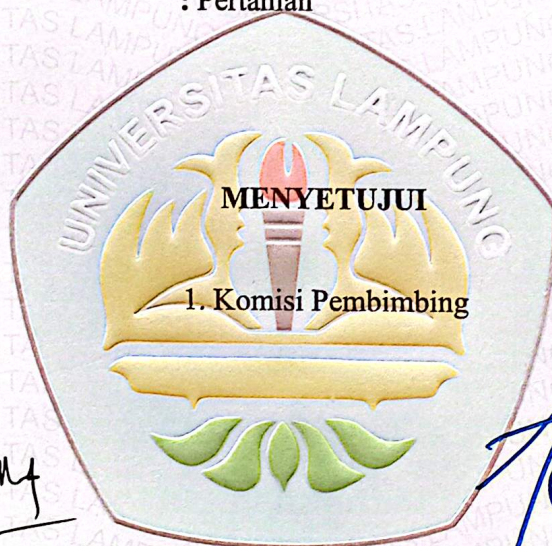 : Pertanian
UNIVERSITAS LAMPUNG
MENYETUJUI
1. Komisi Pembimbing